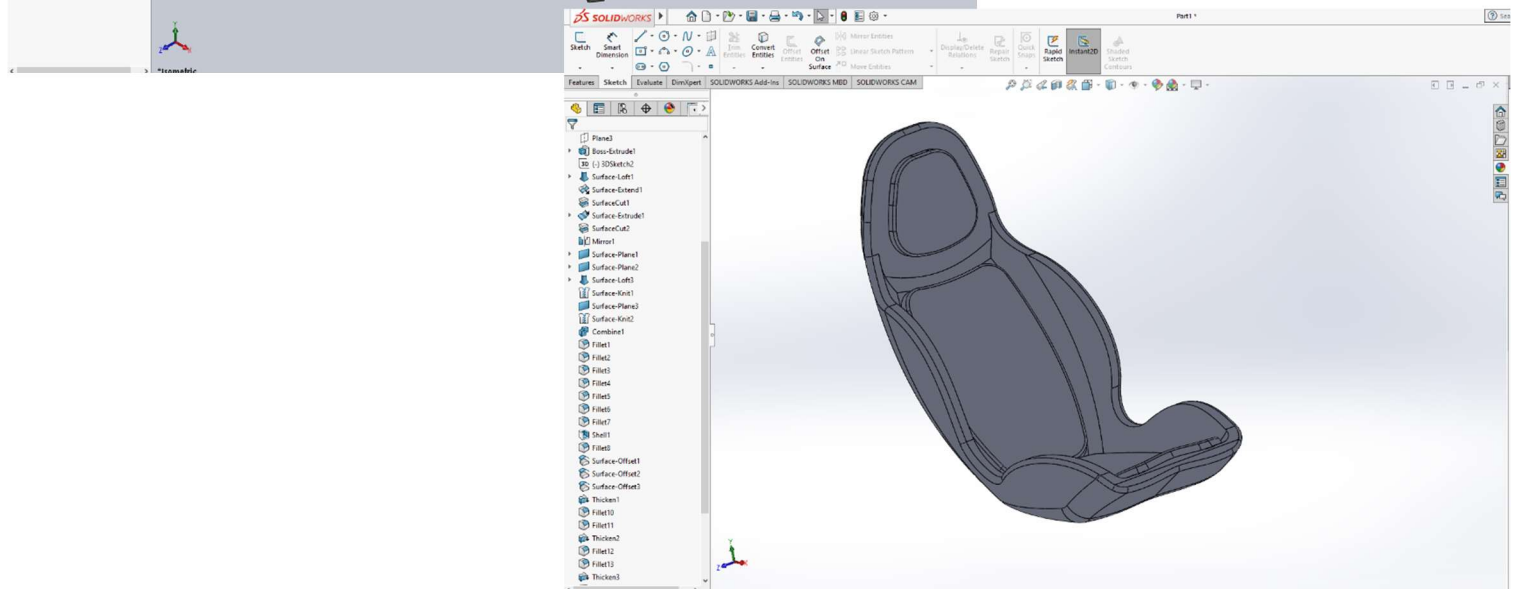 *Isometric
SOLIDWORKS
Part1 *
Sketch
Smart Dimension
Trim Entities
Convert Entities
Offset Entities
Offset On Surface
Mirror Entities
Linear Sketch Pattern
Move Entities
Display/Delete Relations
Repair Sketch
Quick Snaps
Rapid Sketch
Instant2D
Shaded Sketch Contours
Features Sketch Evaluate DimXpert SOLIDWORKS Add-Ins SOLIDWORKS MBD SOLIDWORKS CAM
Plane3
Boss-Extrude1
3D (-) 3DSketch2
Surface-Loft1
Surface-Extend1
SurfaceCut1
Surface-Extrude1
SurfaceCut2
Mirror1
Surface-Plane1
Surface-Plane2
Surface-Loft3
Surface-Knit1
Surface-Plane3
Surface-Knit2
Combine1
Fillet1
Fillet2
Fillet3
Fillet4
Fillet5
Fillet6
Fillet7
Shell1
Fillet8
Surface-Offset1
Surface-Offset2
Surface-Offset3
Thicken1
Fillet10
Fillet11
Thicken2
Fillet12
Fillet13
Thicken3
Y
X
Z